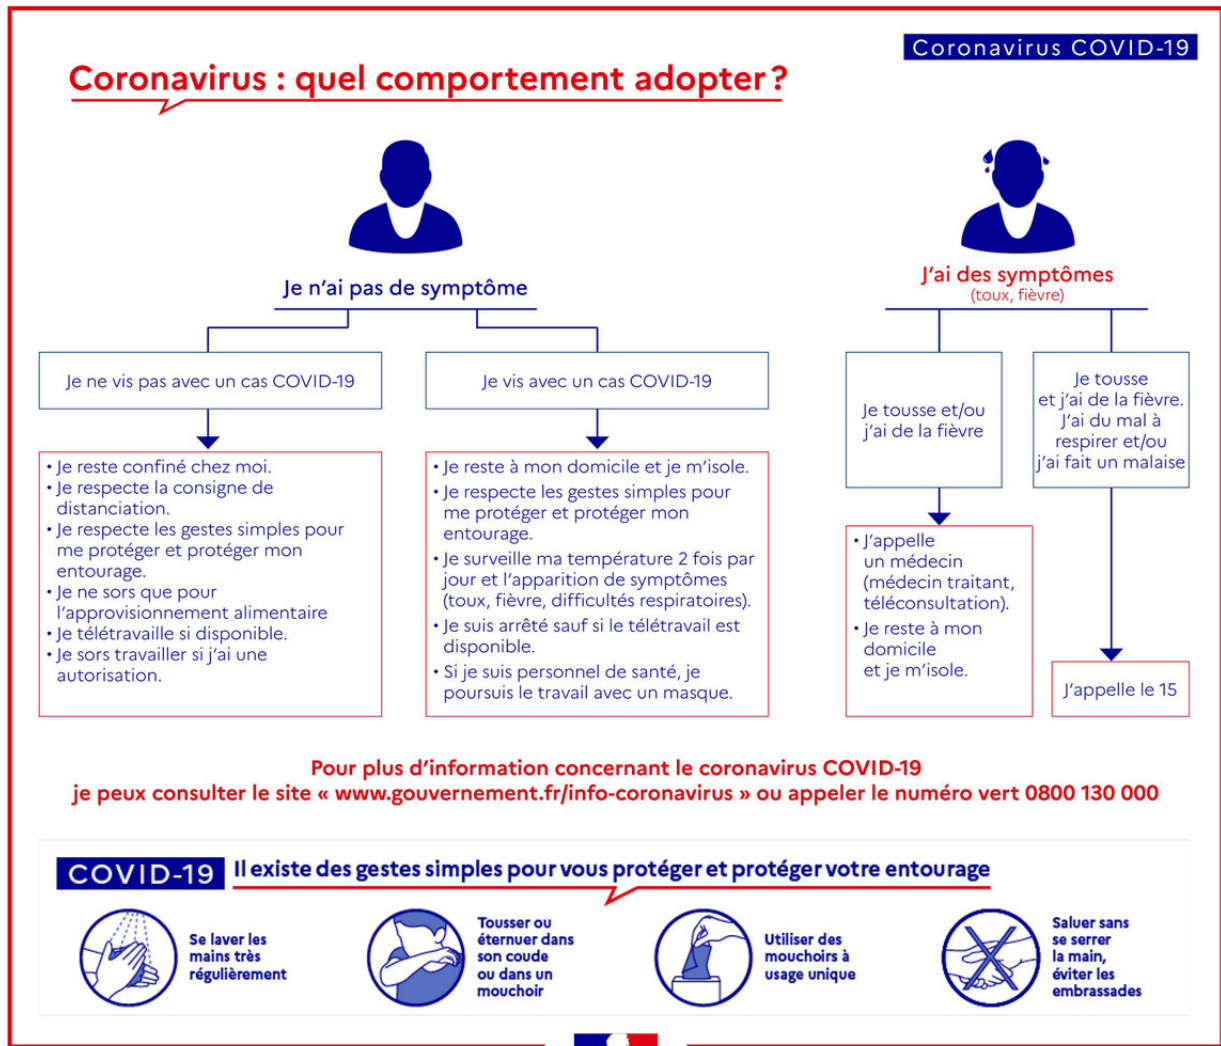 Coronavirus COVID-19
Coronavirus : quel comportement adopter ?
Je n'ai pas de symptôme
J'ai des symptômes
(toux, fièvre)
Je ne vis pas avec un cas COVID-19
Je vis avec un cas COVID-19
Je tousse et/ou
j'ai de la fièvre
Je tousse
et j'ai de la fièvre.
J'ai du mal à
respirer et/ou
j'ai fait un malaise
• Je reste confiné chez moi.
• Je respecte la consigne de
distanciation.
• Je respecte les gestes simples pour
me protéger et protéger mon
entourage.
• Je ne sors que pour
l'approvisionnement alimentaire
• Je télétravaille si disponible.
• Je sors travailler si j'ai une
autorisation.
• Je reste à mon domicile et je m'isole.
• Je respecte les gestes simples pour
me protéger et protéger mon
entourage.
• Je surveille ma température 2 fois par
jour et l'apparition de symptômes
(toux, fièvre, difficultés respiratoires).
• Je suis arrêté sauf si le télétravail est
disponible.
• Si je suis personnel de santé, je
poursuis le travail avec un masque.
• J'appelle
un médecin
(médecin traitant,
téléconsultation).
• Je reste à mon
domicile
et je m'isole.
J'appelle le 15
Pour plus d'information concernant le coronavirus COVID-19
je peux consulter le site « www.gouvernement.fr/info-coronavirus » ou appeler le numéro vert 0800 130 000
COVID-19 Il existe des gestes simples pour vous protéger et protéger votre entourage
Se laver les
mains très
régulièrement
Tousser ou
éternuer dans
son coude
ou dans un
mouchoir
Utiliser des
mouchoirs à
usage unique
Saluer sans
se serrer
la main,
éviter les
embrassades